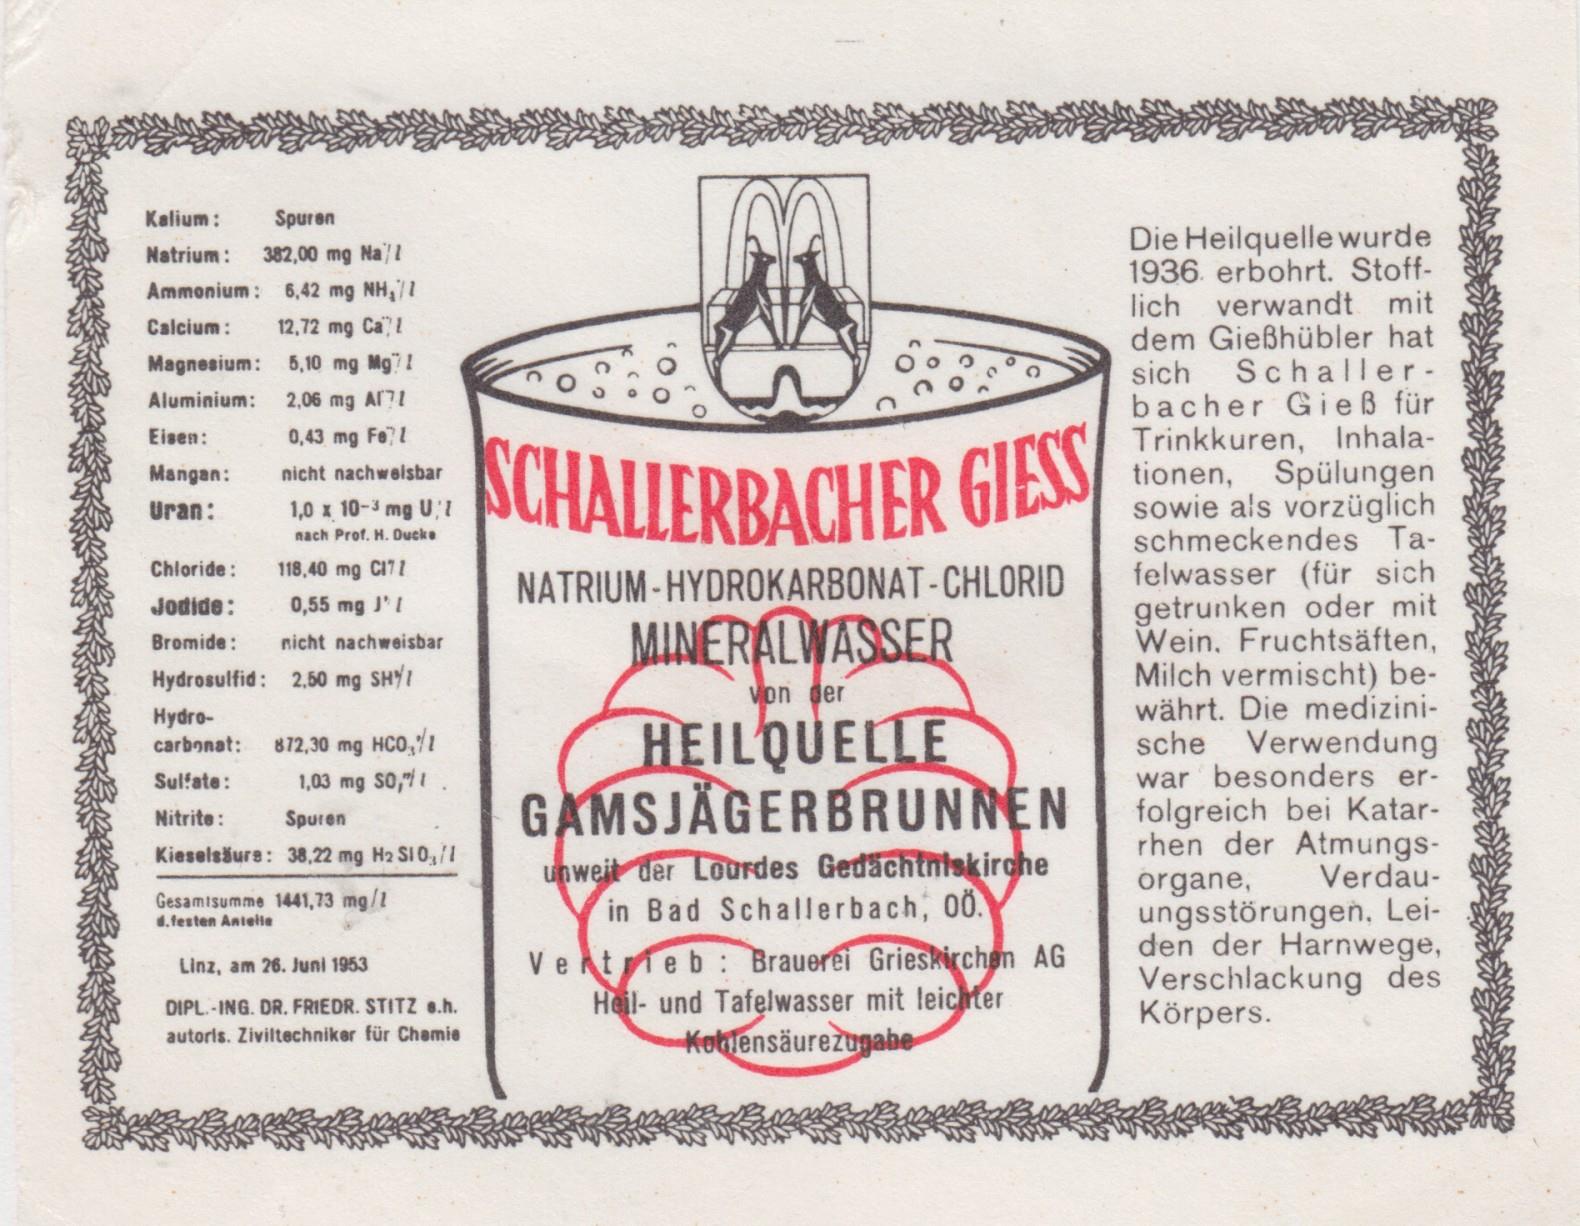 Kalium: Spuren
Natrium: 382,00 mg Na·/l
Ammonium: 6,42 mg NH₄·/l
Calcium: 12,72 mg Ca··/l
Magnesium: 5,10 mg Mg··/l
Aluminium: 2,06 mg Al···/l
Eisen: 0,43 mg Fe··/l
Mangan: nicht nachweisbar
Uran: 1,0 x 10⁻³ mg U/l
nach Prof. H. Ducke
Chloride: 118,40 mg Cl'/l
Jodide: 0,55 mg J'/l
Bromide: nicht nachweisbar
Hydrosulfid: 2,50 mg SH'/l
Hydro-
carbonat: 872,30 mg HCO₃'/l
Sulfate: 1,03 mg SO₄''/l
Nitrite: Spuren
Kieselsäure: 38,22 mg H₂SiO₃/l
Gesamtsumme 1441,73 mg/l
d.festen Anteile
Linz, am 26. Juni 1953
DIPL.-ING. DR. FRIEDR. STITZ e.h.
autoris. Ziviltechniker für Chemie
SCHALLERBACHER GIESS
NATRIUM-HYDROKARBONAT-CHLORID
MINERALWASSER
von der
HEILQUELLE
GAMSJÄGERBRUNNEN
unweit der Lourdes Gedächtniskirche
in Bad Schallerbach, OÖ.
Vertrieb: Brauerei Grieskirchen AG
Heil- und Tafelwasser mit leichter
Kohlensäurezugabe
Die Heilquelle wurde
1936 erbohrt. Stoff-
lich verwandt mit
dem Gießhübler hat
sich Schaller-
bacher Gieß für
Trinkkuren, Inhala-
tionen, Spülungen
sowie als vorzüglich
schmeckendes Ta-
felwasser (für sich
getrunken oder mit
Wein, Fruchtsäften,
Milch vermischt) be-
währt. Die medizini-
sche Verwendung
war besonders er-
folgreich bei Katar-
rhen der Atmungs-
organe, Verdau-
ungsstörungen, Lei-
den der Harnwege,
Verschlackung des
Körpers.